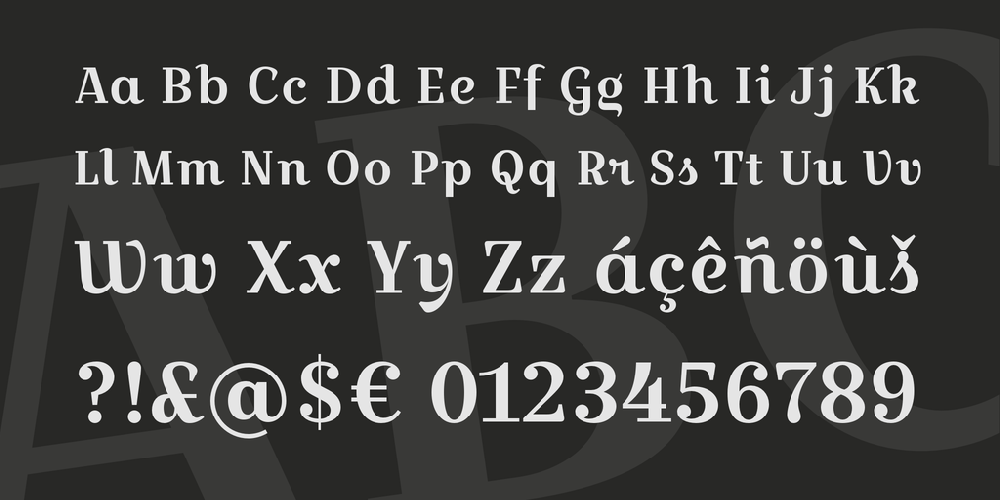 Aa Bb Cc Dd Ee Ff Gg Hh Ii Jj Kk
Ll Mm Nn Oo Pp Qq Rr Ss Tt Uu Vv
Ww Xx Yy Zz áçêñöùš
?!&@$€ 0123456789
ABC